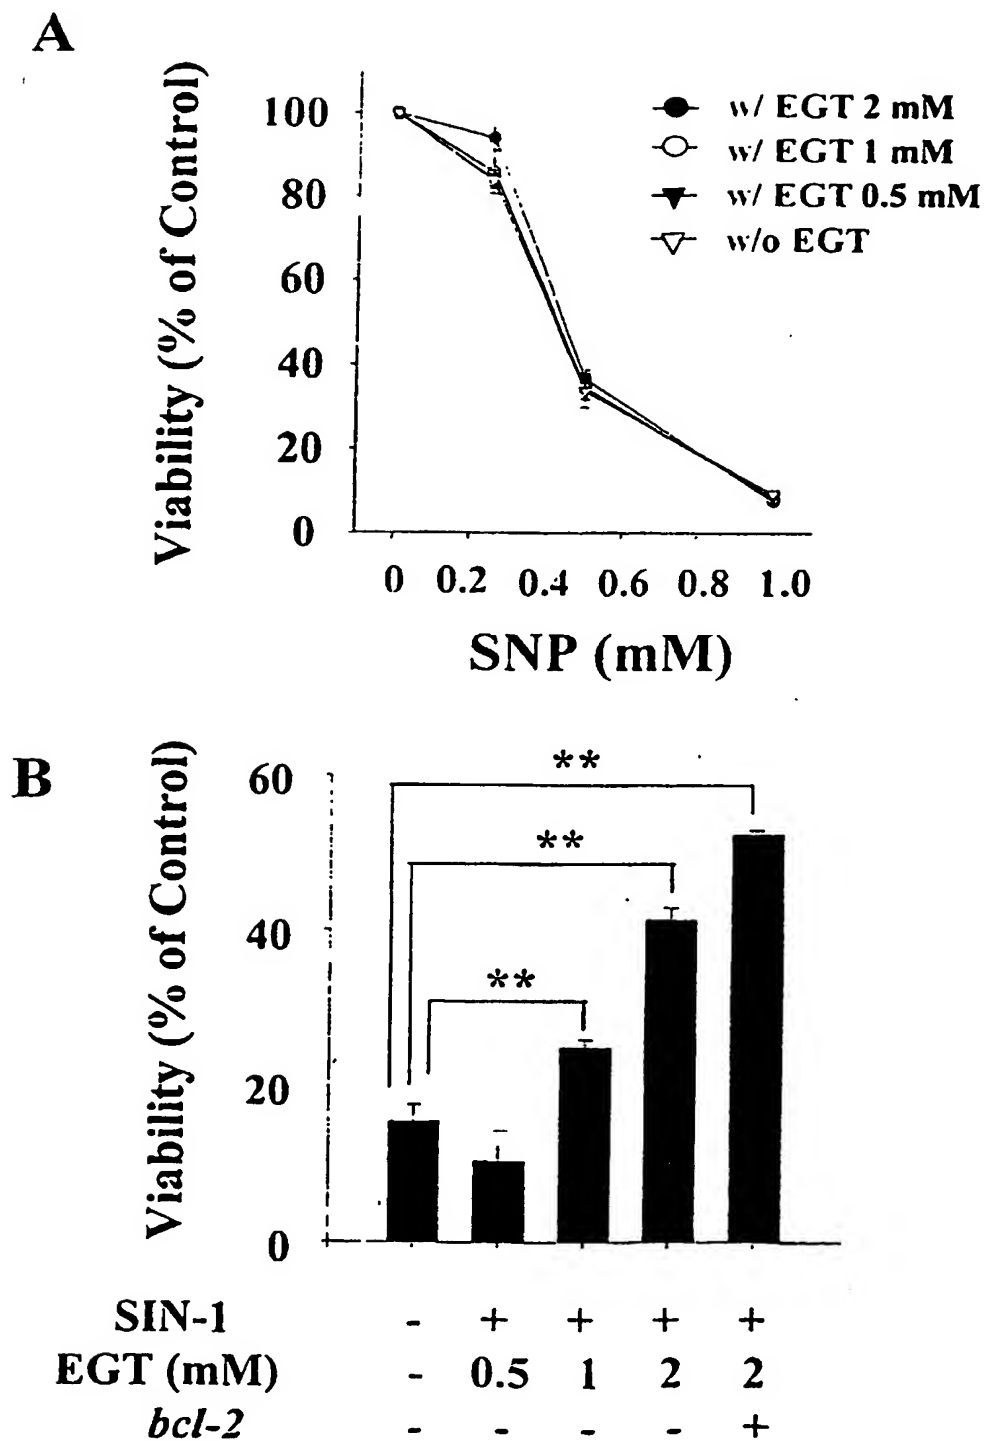 A
Viability (% of Control)
100
80
60
40
20
0
0 0.2 0.4 0.6 0.8 1.0
SNP (mM)
w/ EGT 2 mM
w/ EGT 1 mM
w/ EGT 0.5 mM
w/o EGT
B
Viability (% of Control)
60
40
20
0
**
**
**
SIN-1 - + + + +
EGT (mM) - 0.5 1 2 2
bcl-2 - - - - +